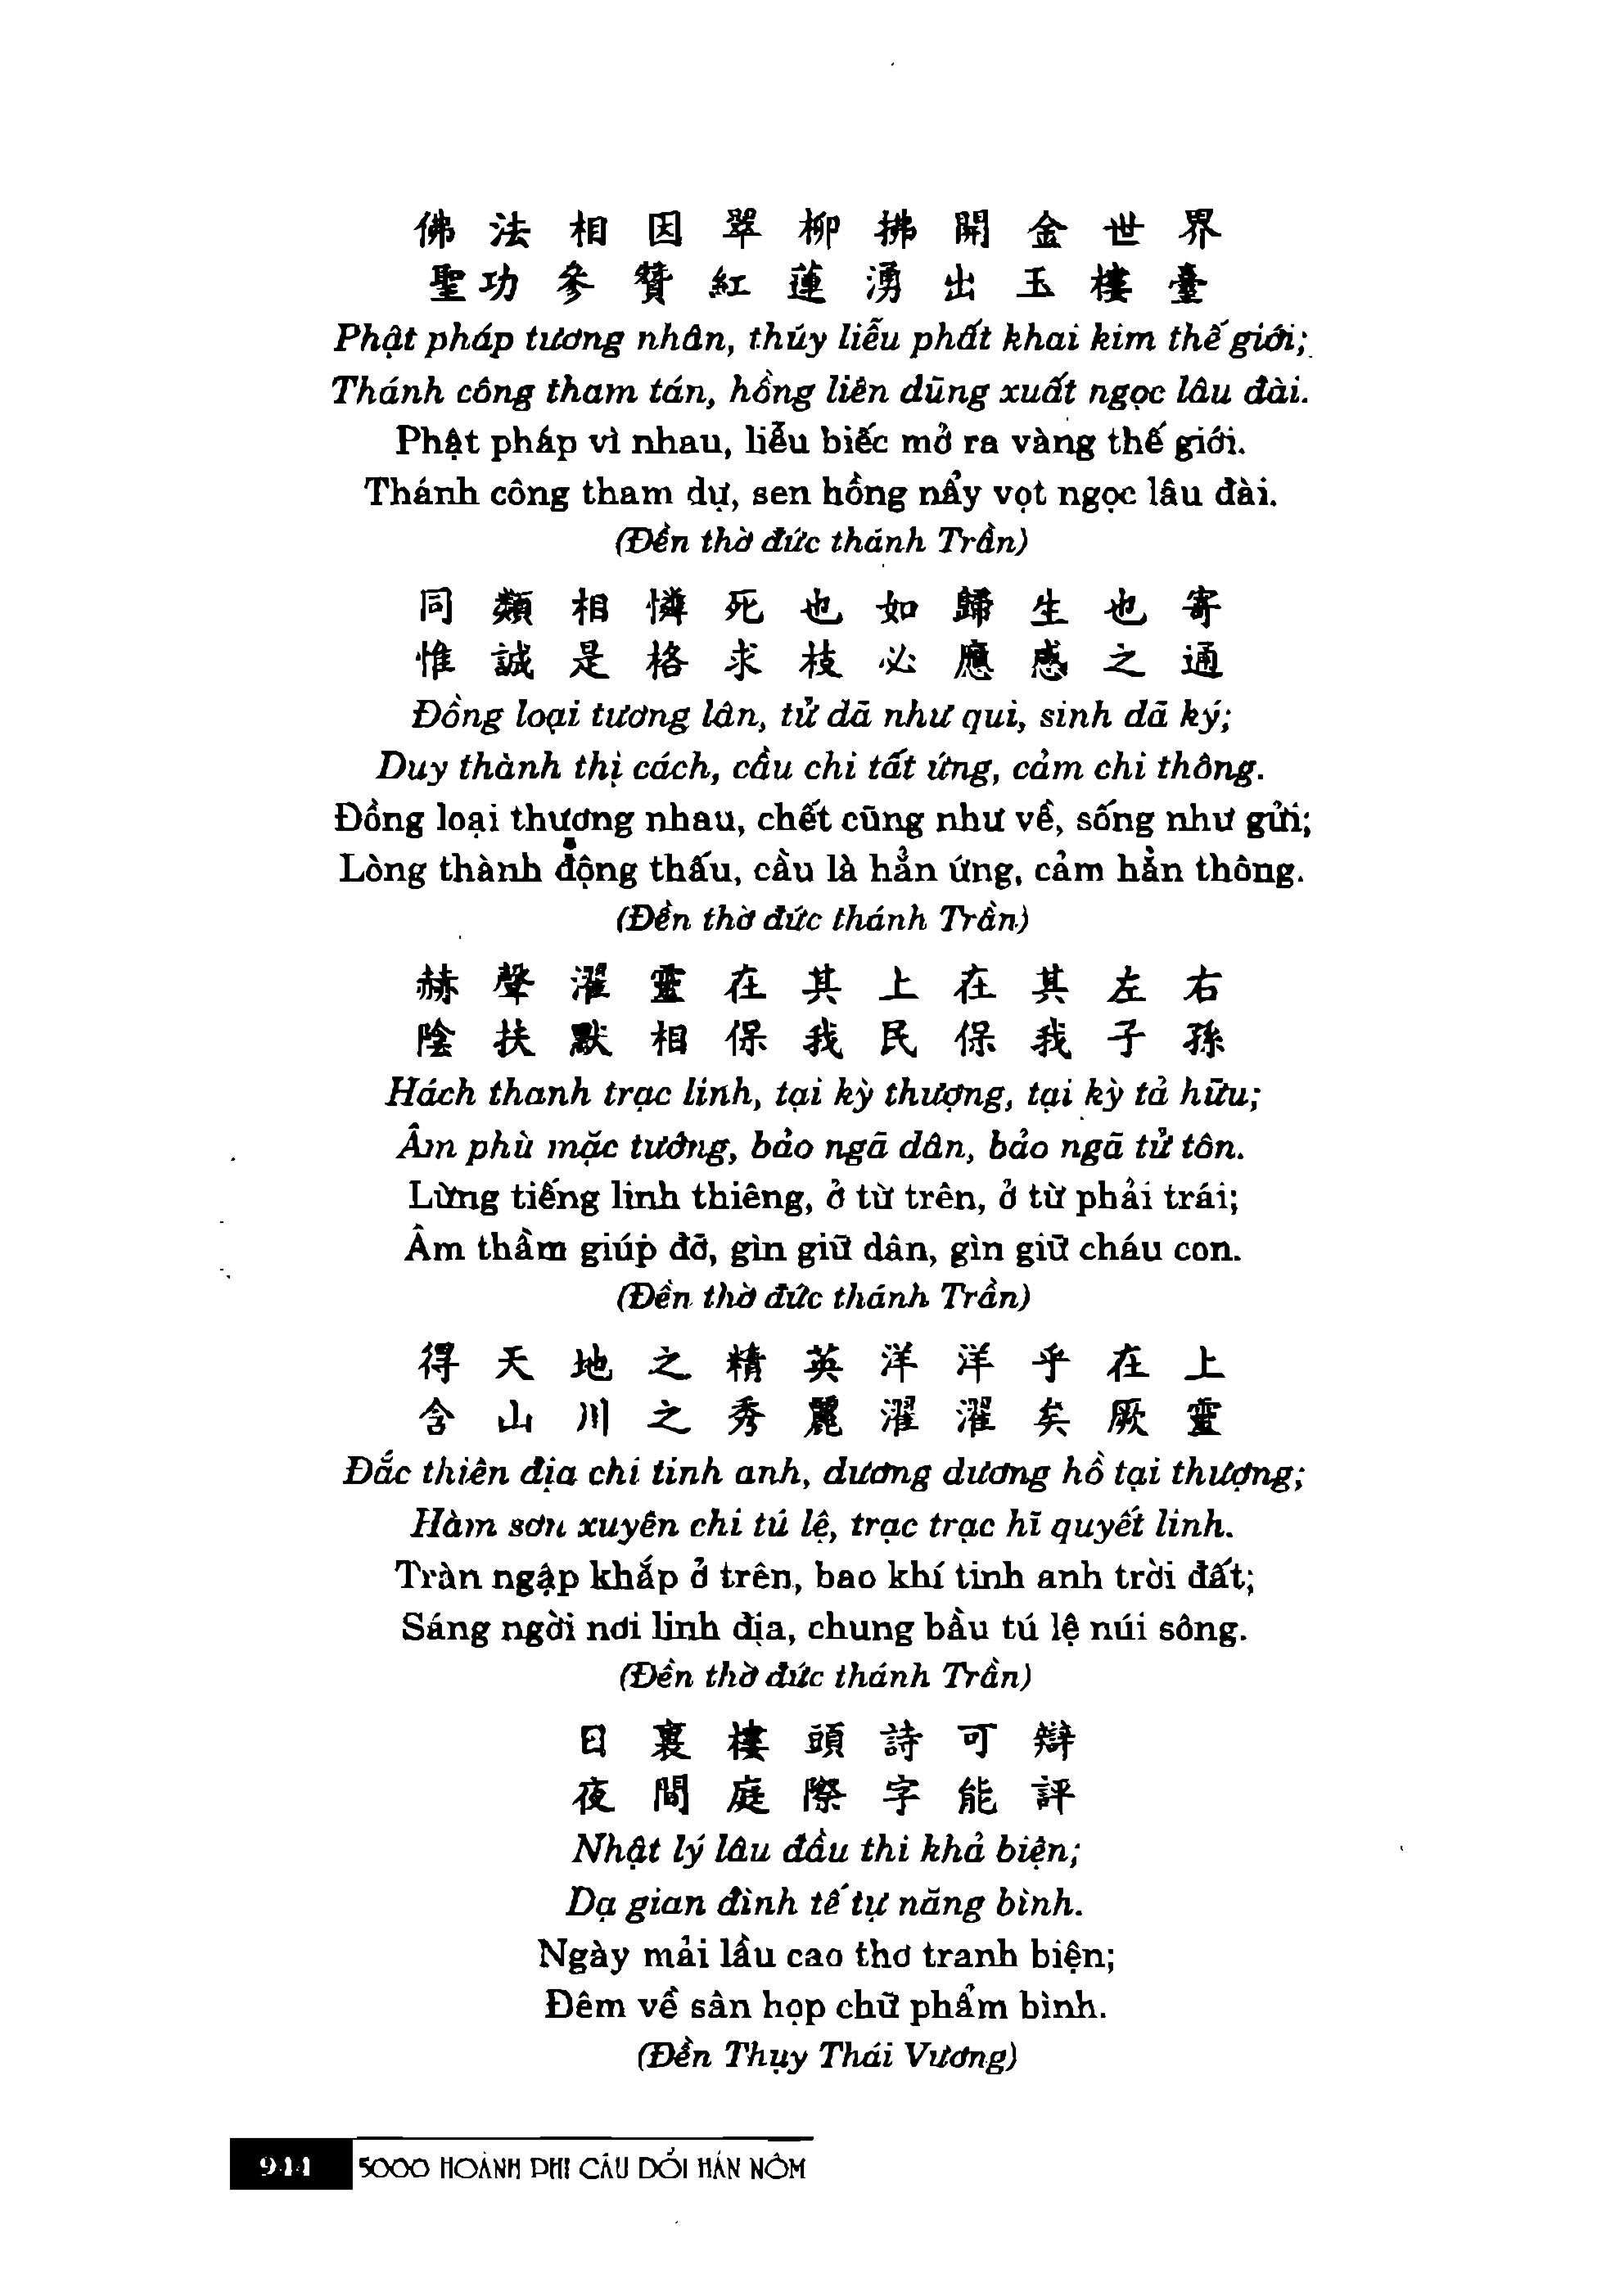 佛法相因翠柳拂開金世界
聖功參贊紅蓮湧出玉樓臺
Phật pháp tương nhân, thúy liễu phất khai kim thế giới;
Thánh công tham tán, hồng liên dũng xuất ngọc lâu đài.
Phật pháp vì nhau, liễu biếc mở ra vàng thế giới.
Thánh công tham dự, sen hồng nẩy vọt ngọc lâu đài.
(Đền thờ đức thánh Trần)
同類相憐死也如歸生也寄
惟誠是格求枝必應感之通
Đồng loại tương lân, tử dã như qui, sinh dã ký;
Duy thành thị cách, cầu chi tất ứng, cảm chi thông.
Đồng loại thương nhau, chết cũng như về, sống như gửi;
Lòng thành động thấu, cầu là hẳn ứng, cảm hẳn thông.
(Đền thờ đức thánh Trần)
赫聲濯靈在其上在其左右
陰扶默相保我民保我子孫
Hách thanh trạc linh, tại kỳ thượng, tại kỳ tả hữu;
Âm phù mặc tướng, bảo ngã dân, bảo ngã tử tôn.
Lừng tiếng linh thiêng, ở từ trên, ở từ phải trái;
Âm thầm giúp đỡ, gìn giữ dân, gìn giữ cháu con.
(Đền thờ đức thánh Trần)
得天地之精英洋洋乎在上
含山川之秀麗濯濯矣厥靈
Đắc thiên địa chi tinh anh, dương dương hồ tại thượng;
Hàm sơn xuyên chi tú lệ, trạc trạc hĩ quyết linh.
Tràn ngập khắp ở trên, bao khí tinh anh trời đất;
Sáng ngời nơi linh địa, chung bầu tú lệ núi sông.
(Đền thờ đức thánh Trần)
日裏樓頭詩可辯
夜間庭際字能評
Nhật lý lâu đầu thi khả biện;
Dạ gian đình tế tự năng bình.
Ngày mải lầu cao thơ tranh biện;
Đêm về sân họp chữ phẩm bình.
(Đền Thụy Thái Vương)
944 5000 HOÀNH PHI CÂU ĐỐI HÁN NÔM